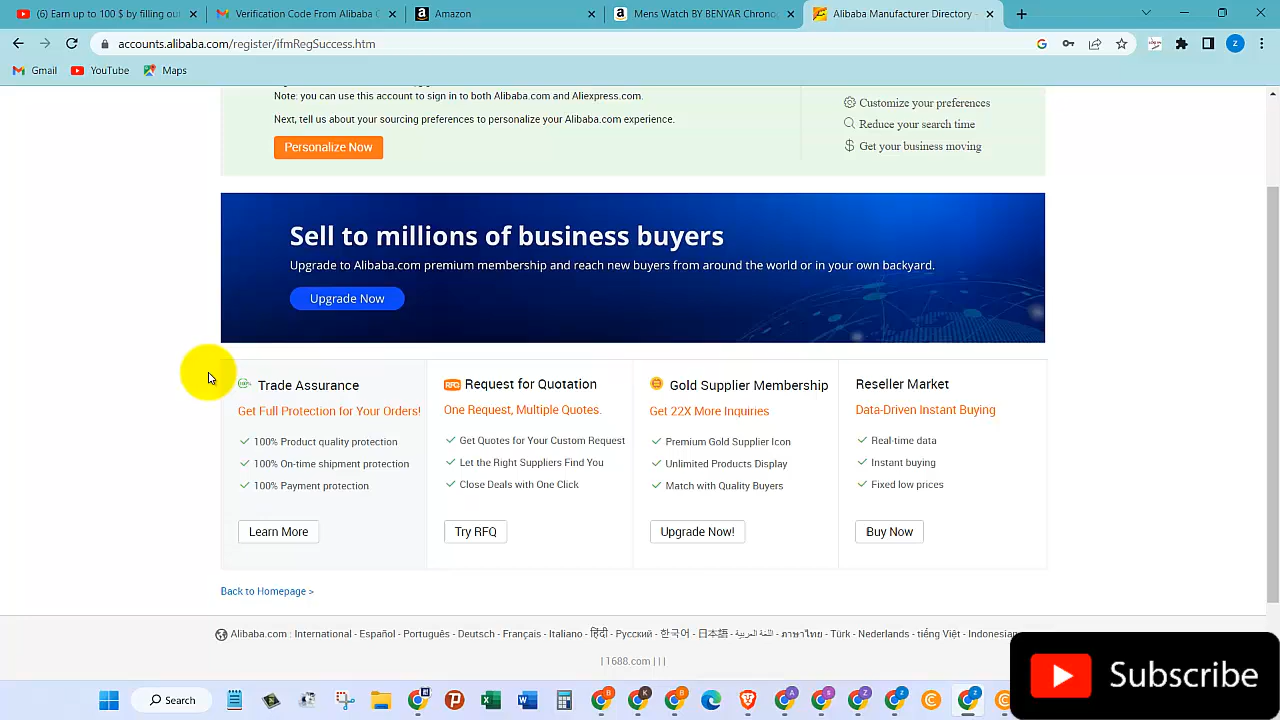 (6) Earn up to 100 $ by filling out
Verification Code From Alibaba C
Amazon
Mens Watch BY BENYAR Chrono
Alibaba Manufacturer Directory -
accounts.alibaba.com/register/ifmRegSuccess.htm
Gmail
YouTube
Maps
Note: you can use this account to sign in to both Alibaba.com and Aliexpress.com.
Next, tell us about your sourcing preferences to personalize your Alibaba.com experience.
Personalize Now
Customize your preferences
Reduce your search time
Get your business moving
Sell to millions of business buyers
Upgrade to Alibaba.com premium membership and reach new buyers from around the world or in your own backyard.
Upgrade Now
Trade Assurance
Get Full Protection for Your Orders!
100% Product quality protection
100% On-time shipment protection
100% Payment protection
Learn More
RFQ Request for Quotation
One Request, Multiple Quotes.
Get Quotes for Your Custom Request
Let the Right Suppliers Find You
Close Deals with One Click
Try RFQ
Gold Supplier Membership
Get 22X More Inquiries
Premium Gold Supplier Icon
Unlimited Products Display
Match with Quality Buyers
Upgrade Now!
Reseller Market
Data-Driven Instant Buying
Real-time data
Instant buying
Fixed low prices
Buy Now
Back to Homepage >
Alibaba.com : International - Español - Português - Deutsch - Français - Italiano - हिंदी - Pусский - 한국어 - 日本語 - اللغة العربية - ภาษาไทย - Türk - Nederlands - tiếng Việt - Indonesian
| 1688.com | | |
Subscribe
Search